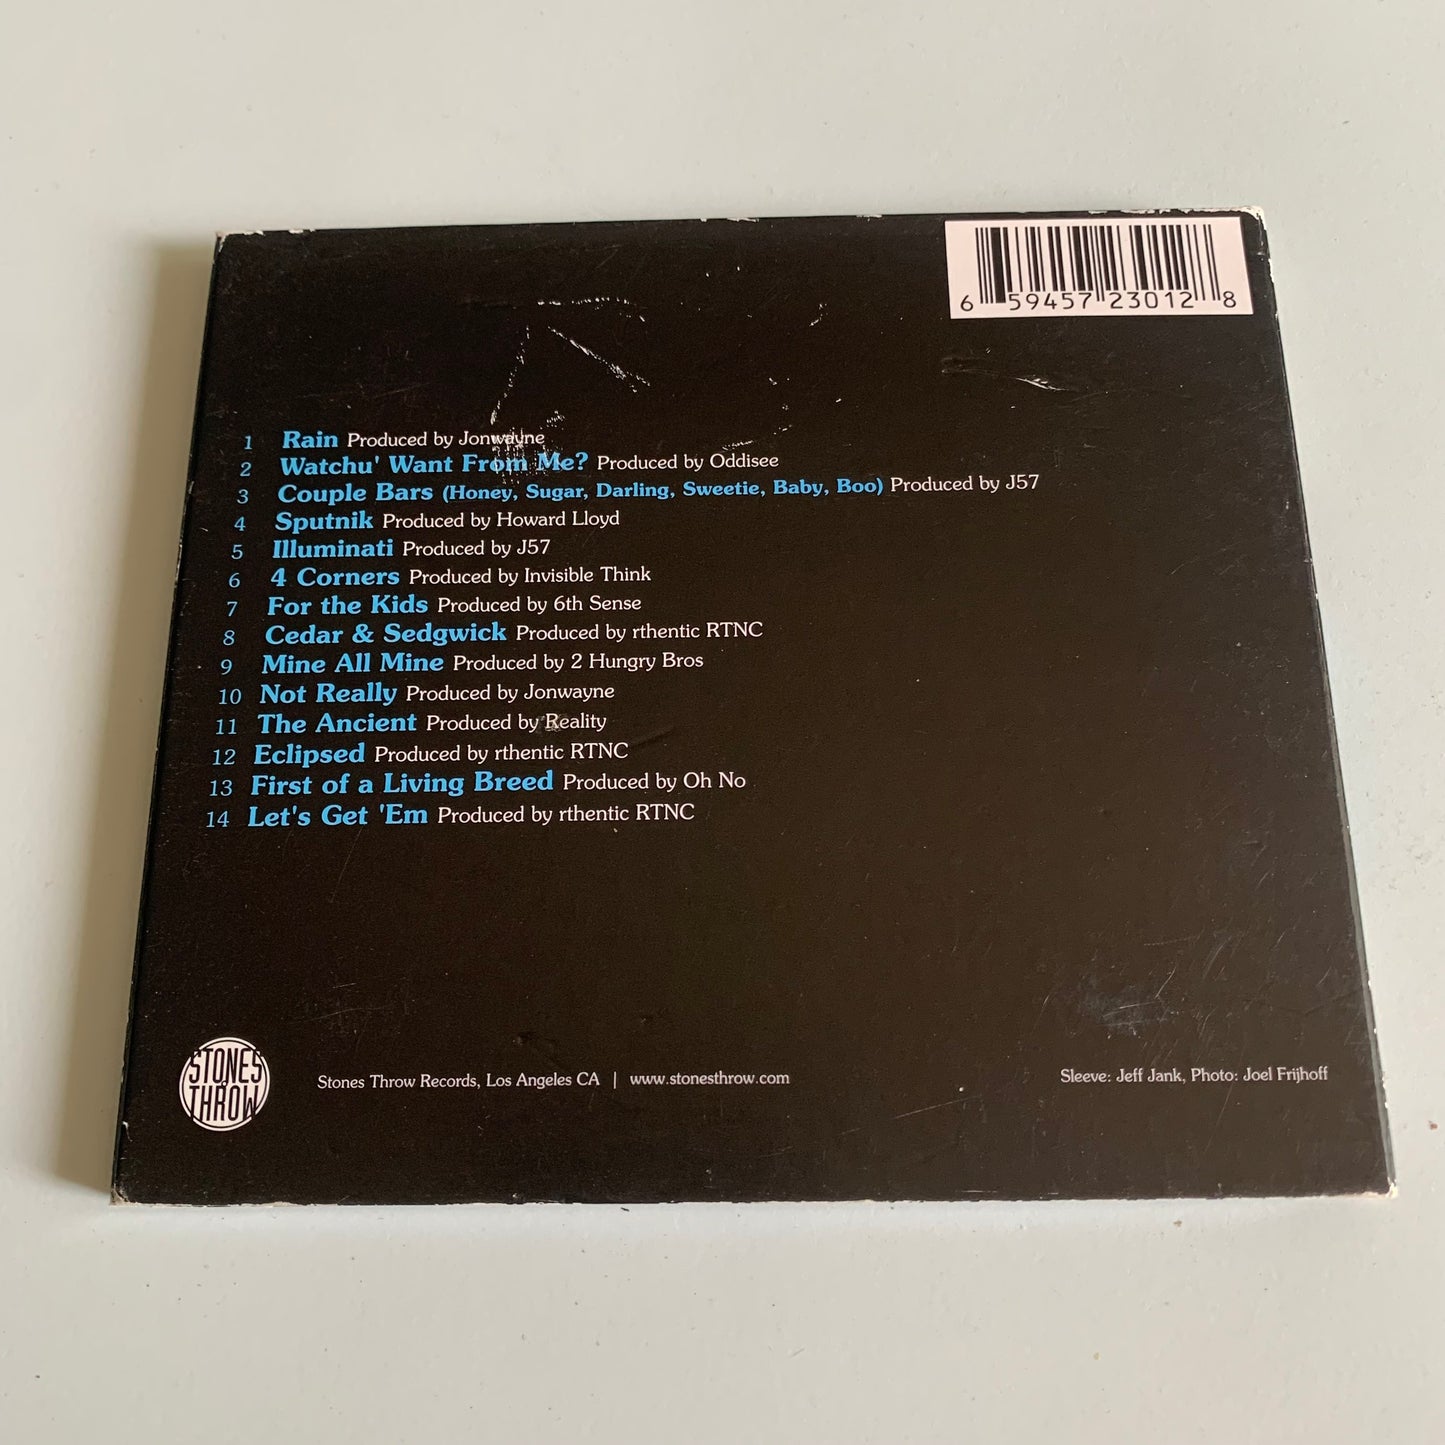 6 59457 23012 8
1 Rain Produced by Jonwayne
2 Watchu' Want From Me? Produced by Oddisee
3 Couple Bars (Honey, Sugar, Darling, Sweetie, Baby, Boo) Produced by J57
4 Sputnik Produced by Howard Lloyd
5 Illuminati Produced by J57
6 4 Corners Produced by Invisible Think
7 For the Kids Produced by 6th Sense
8 Cedar & Sedgwick Produced by rthentic RTNC
9 Mine All Mine Produced by 2 Hungry Bros
10 Not Really Produced by Jonwayne
11 The Ancient Produced by Reality
12 Eclipsed Produced by rthentic RTNC
13 First of a Living Breed Produced by Oh No
14 Let's Get 'Em Produced by rthentic RTNC
STONES
THROW
Stones Throw Records, Los Angeles CA | www.stonesthrow.com
Sleeve: Jeff Jank, Photo: Joel Frijhoff